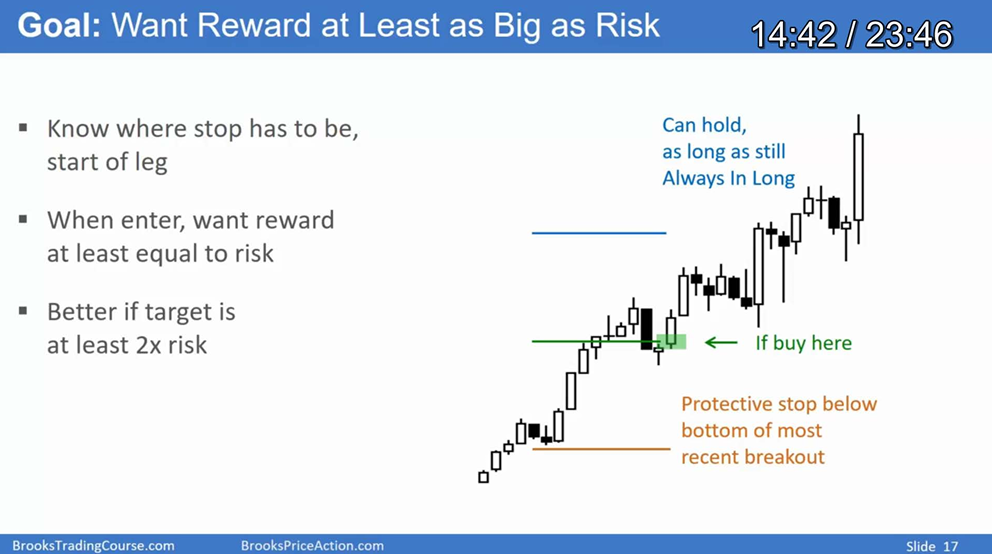 Goal: Want Reward at Least as Big as Risk
14:42 / 23:46
▪ Know where stop has to be,
start of leg
▪ When enter, want reward
at least equal to risk
▪ Better if target is
at least 2x risk
Can hold,
as long as still
Always In Long
If buy here
Protective stop below
bottom of most
recent breakout
BrooksTradingCourse.com
BrooksPriceAction.com
Slide 17